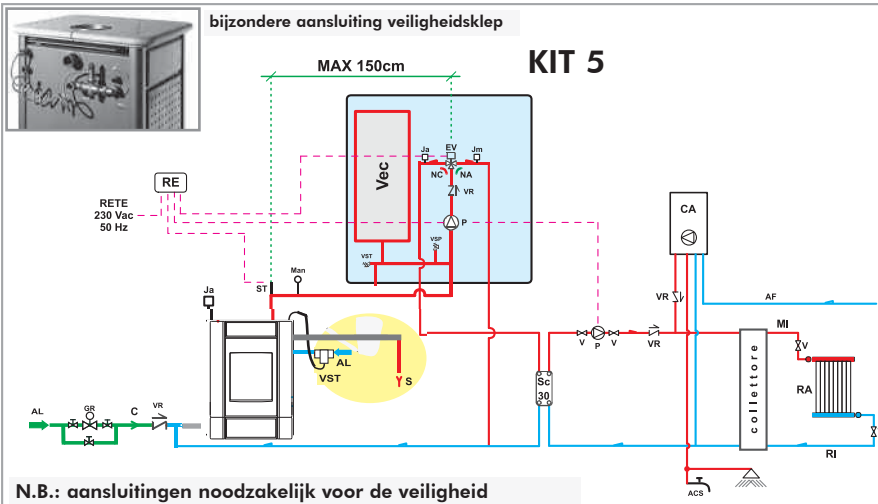 bijzondere aansluiting veiligheidsklep
KIT 5
MAX 150cm
Ja
EV
Jm
NC
NA
Vec
VR
RE
P
CA
RETE
230 Vac
50 Hz
VST
VSP
Man
ST
Ja
VR
AF
MI
V
P
V
VR
V
AL
VST
S
Sc
30
collettore
RA
AL
GR
C
VR
RI
ACS
N.B.: aansluitingen noodzakelijk voor de veiligheid